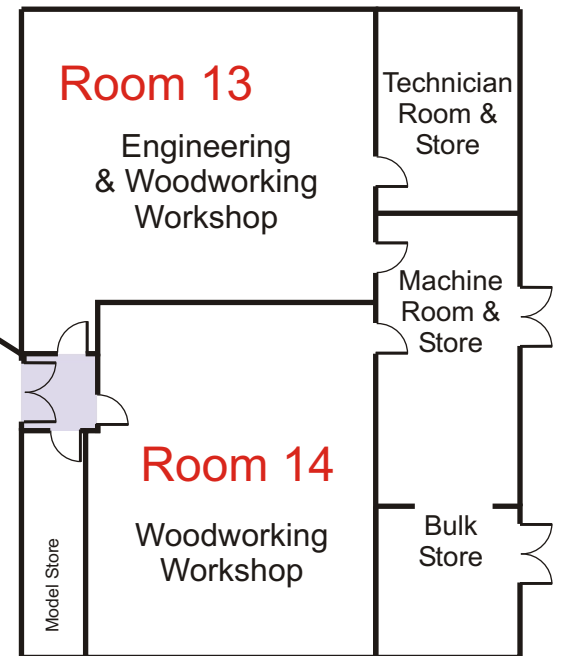 Room 13
Engineering
& Woodworking
Workshop
Technician
Room &
Store
Machine
Room &
Store
Room 14
Woodworking
Workshop
Bulk
Store
Model Store